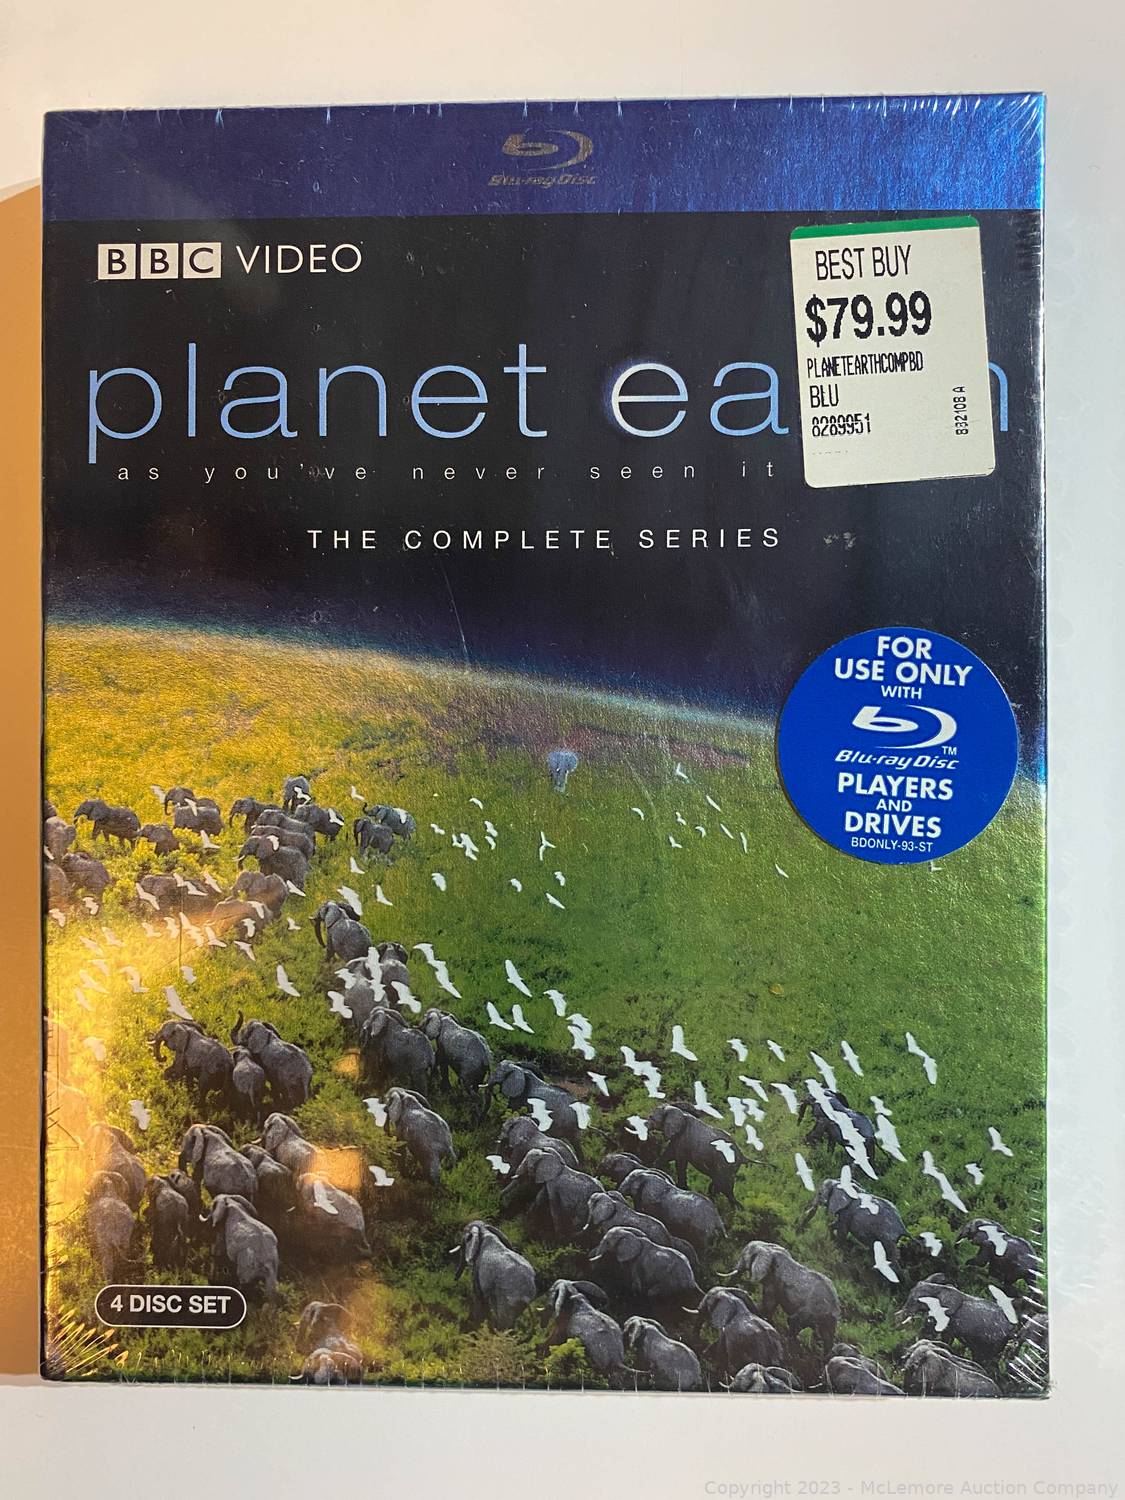 Blu-ray Disc
BBC VIDEO
BEST BUY
$79.99
PLANETEARTHCOMPBD
BLU
8289951
832108 A
planet ea h
as you've never seen it
THE COMPLETE SERIES
FOR
USE ONLY
WITH
Blu-ray Disc™
PLAYERS
AND
DRIVES
BDONLY-93-ST
4 DISC SET
Copyright 2023 - McLemore Auction Company